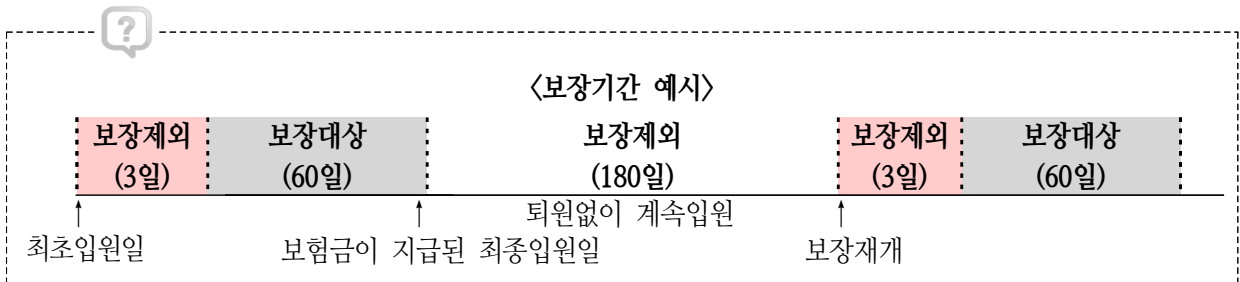 ?
〈보장기간 예시〉
보장제외 보장대상 보장제외 보장제외 보장대상
(3일) (60일) (180일) (3일) (60일)
퇴원없이 계속입원
최초입원일 보험금이 지급된 최종입원일 보장재개